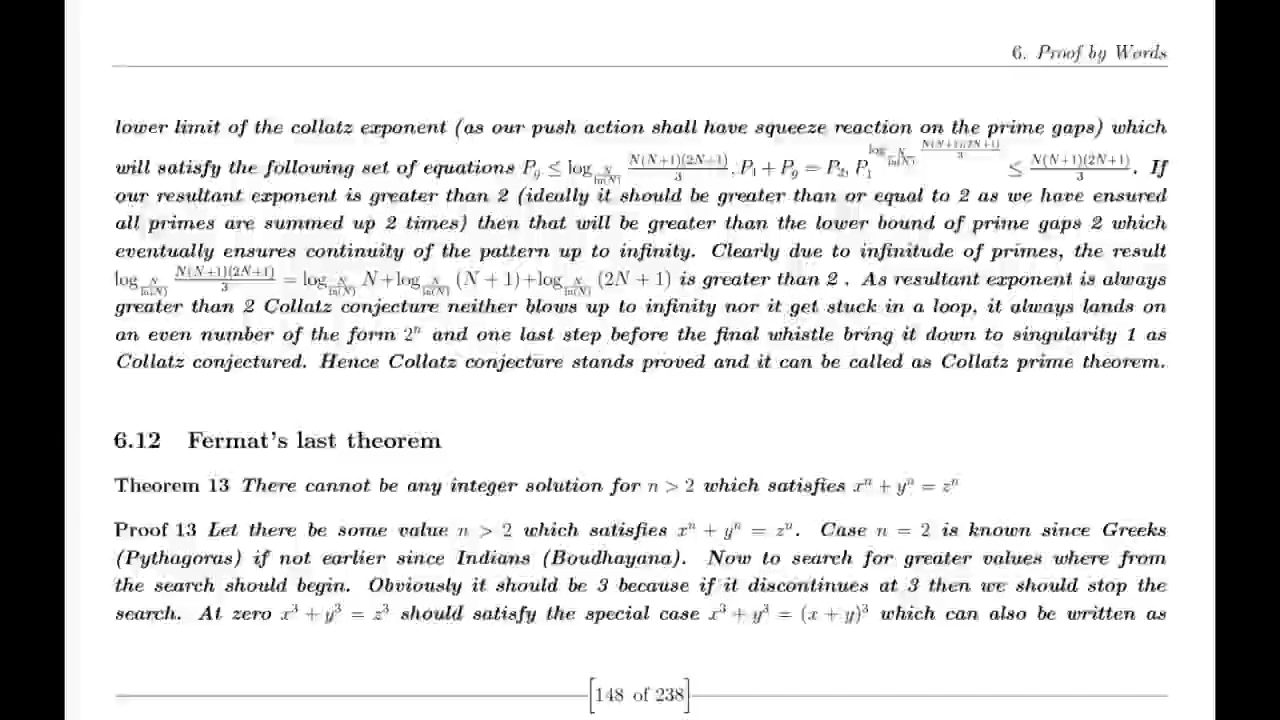 6. Proof by Words
lower limit of the collatz exponent (as our push action shall have squeeze reaction on the prime gaps) which
will satisfy the following set of equations P_g ≤ log_{N/ln(N)} N(N+1)(2N+1)/3, P_1 + P_g = P_2, P_1^{log_{N/ln(N)} N(N+1)(2N+1)/3} ≤ N(N+1)(2N+1)/3. If
our resultant exponent is greater than 2 (ideally it should be greater than or equal to 2 as we have ensured
all primes are summed up 2 times) then that will be greater than the lower bound of prime gaps 2 which
eventually ensures continuity of the pattern up to infinity. Clearly due to infinitude of primes, the result
log_{N/ln(N)} N(N+1)(2N+1)/3 = log_{N/ln(N)} N+log_{N/ln(N)} (N + 1)+log_{N/ln(N)} (2N + 1) is greater than 2 . As resultant exponent is always
greater than 2 Collatz conjecture neither blows up to infinity nor it get stuck in a loop, it always lands on
an even number of the form 2^n and one last step before the final whistle bring it down to singularity 1 as
Collatz conjectured. Hence Collatz conjecture stands proved and it can be called as Collatz prime theorem.
6.12 Fermat's last theorem
Theorem 13 There cannot be any integer solution for n > 2 which satisfies x^n + y^n = z^n
Proof 13 Let there be some value n > 2 which satisfies x^n + y^n = z^n. Case n = 2 is known since Greeks
(Pythagoras) if not earlier since Indians (Boudhayana). Now to search for greater values where from
the search should begin. Obviously it should be 3 because if it discontinues at 3 then we should stop the
search. At zero x^3 + y^3 = z^3 should satisfy the special case x^3 + y^3 = (x + y)^3 which can also be written as
[148 of 238]